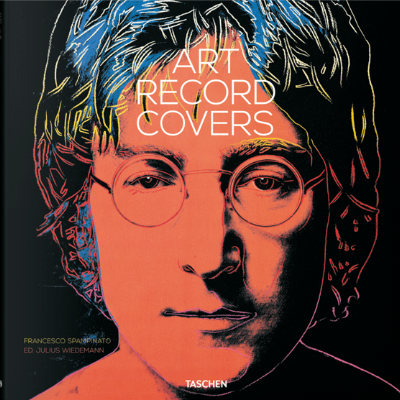 ART
RECORD
COVERS
FRANCESCO SPAMPINATO
ED. JULIUS WIEDEMANN
TASCHEN